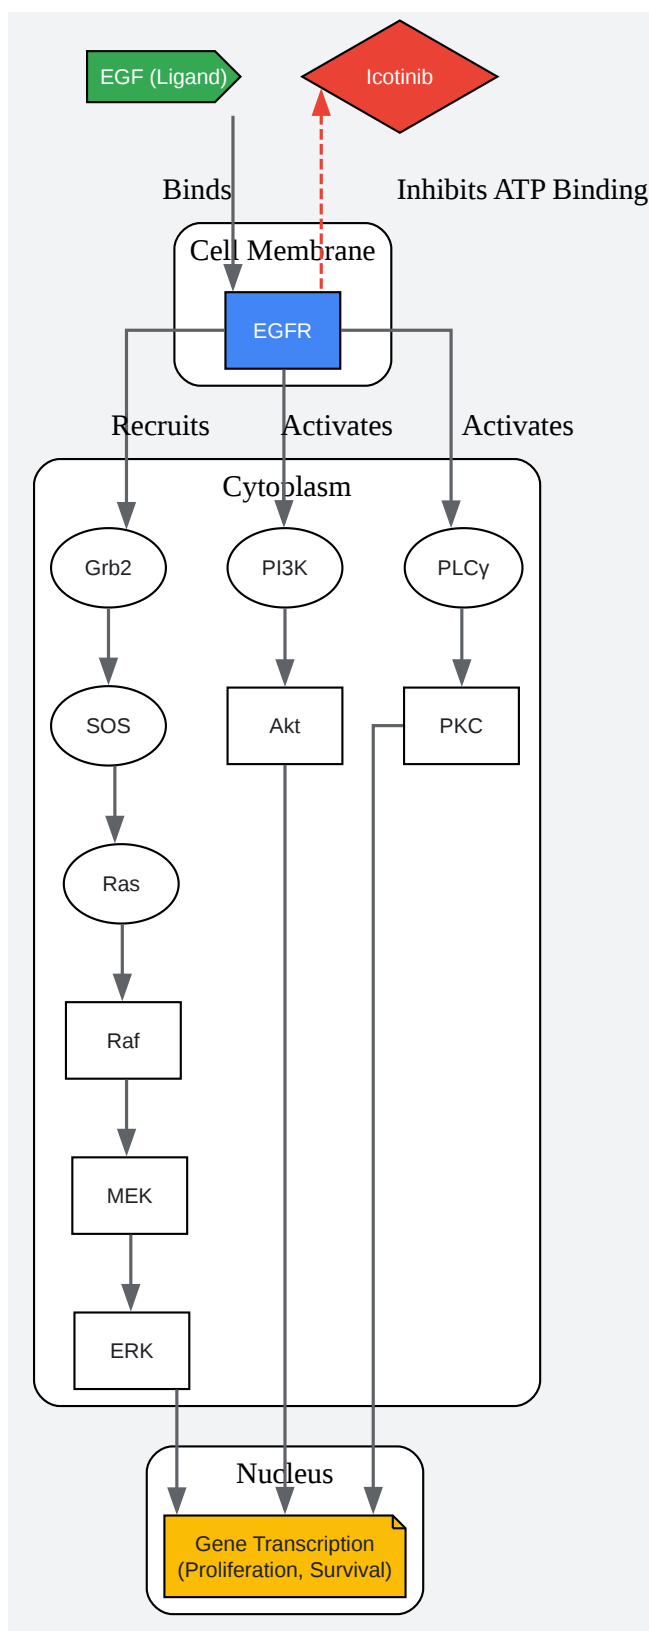 EGF (Ligand)
Icotinib
Binds
Inhibits ATP Binding
Cell Membrane
EGFR
Recruits
Activates
Activates
Cytoplasm
Grb2
PI3K
PLCγ
SOS
Akt
PKC
Ras
Raf
MEK
ERK
Nucleus
Gene Transcription
(Proliferation, Survival)